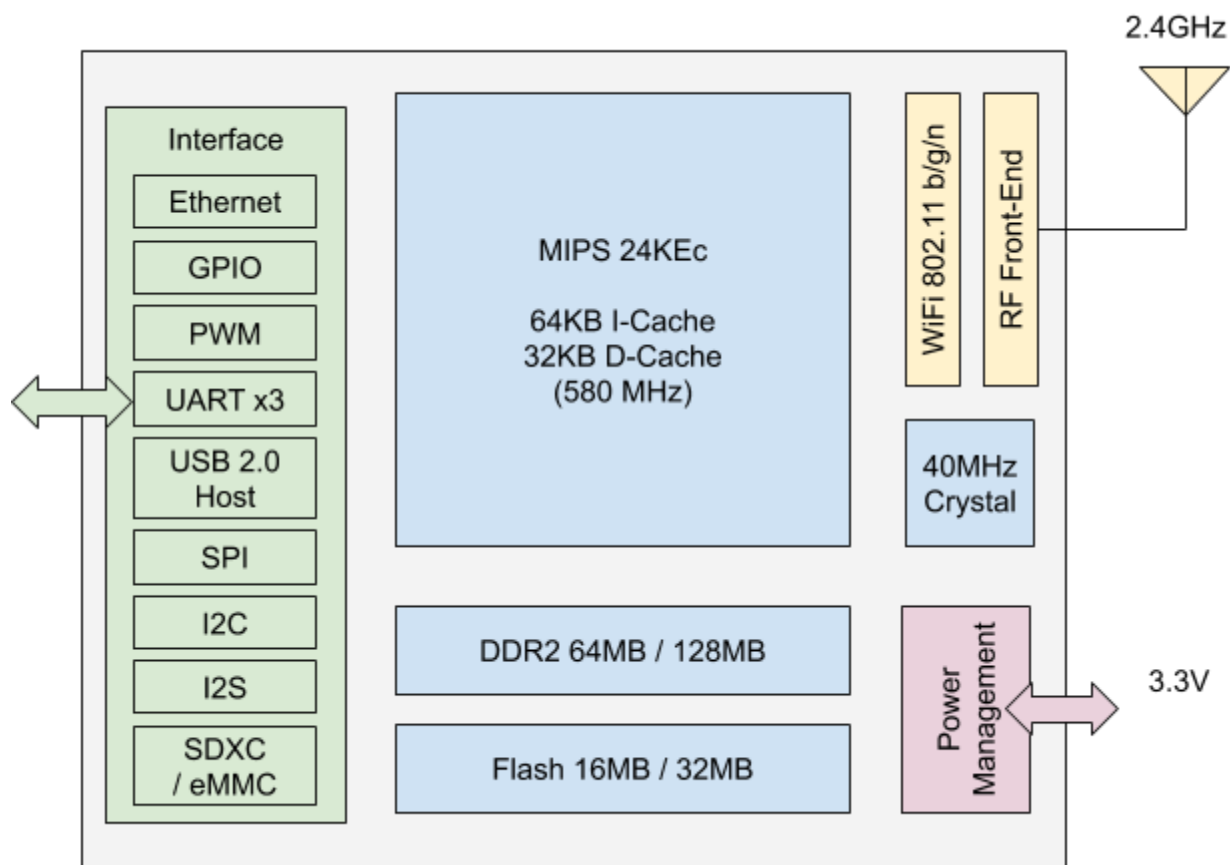 2.4GHz
Interface
Ethernet
GPIO
PWM
UART x3
USB 2.0
Host
SPI
I2C
I2S
SDXC
/ eMMC
MIPS 24KEc
64KB I-Cache
32KB D-Cache
(580 MHz)
DDR2 64MB / 128MB
Flash 16MB / 32MB
WiFi 802.11 b/g/n
RF Front-End
40MHz
Crystal
Power
Management
3.3V